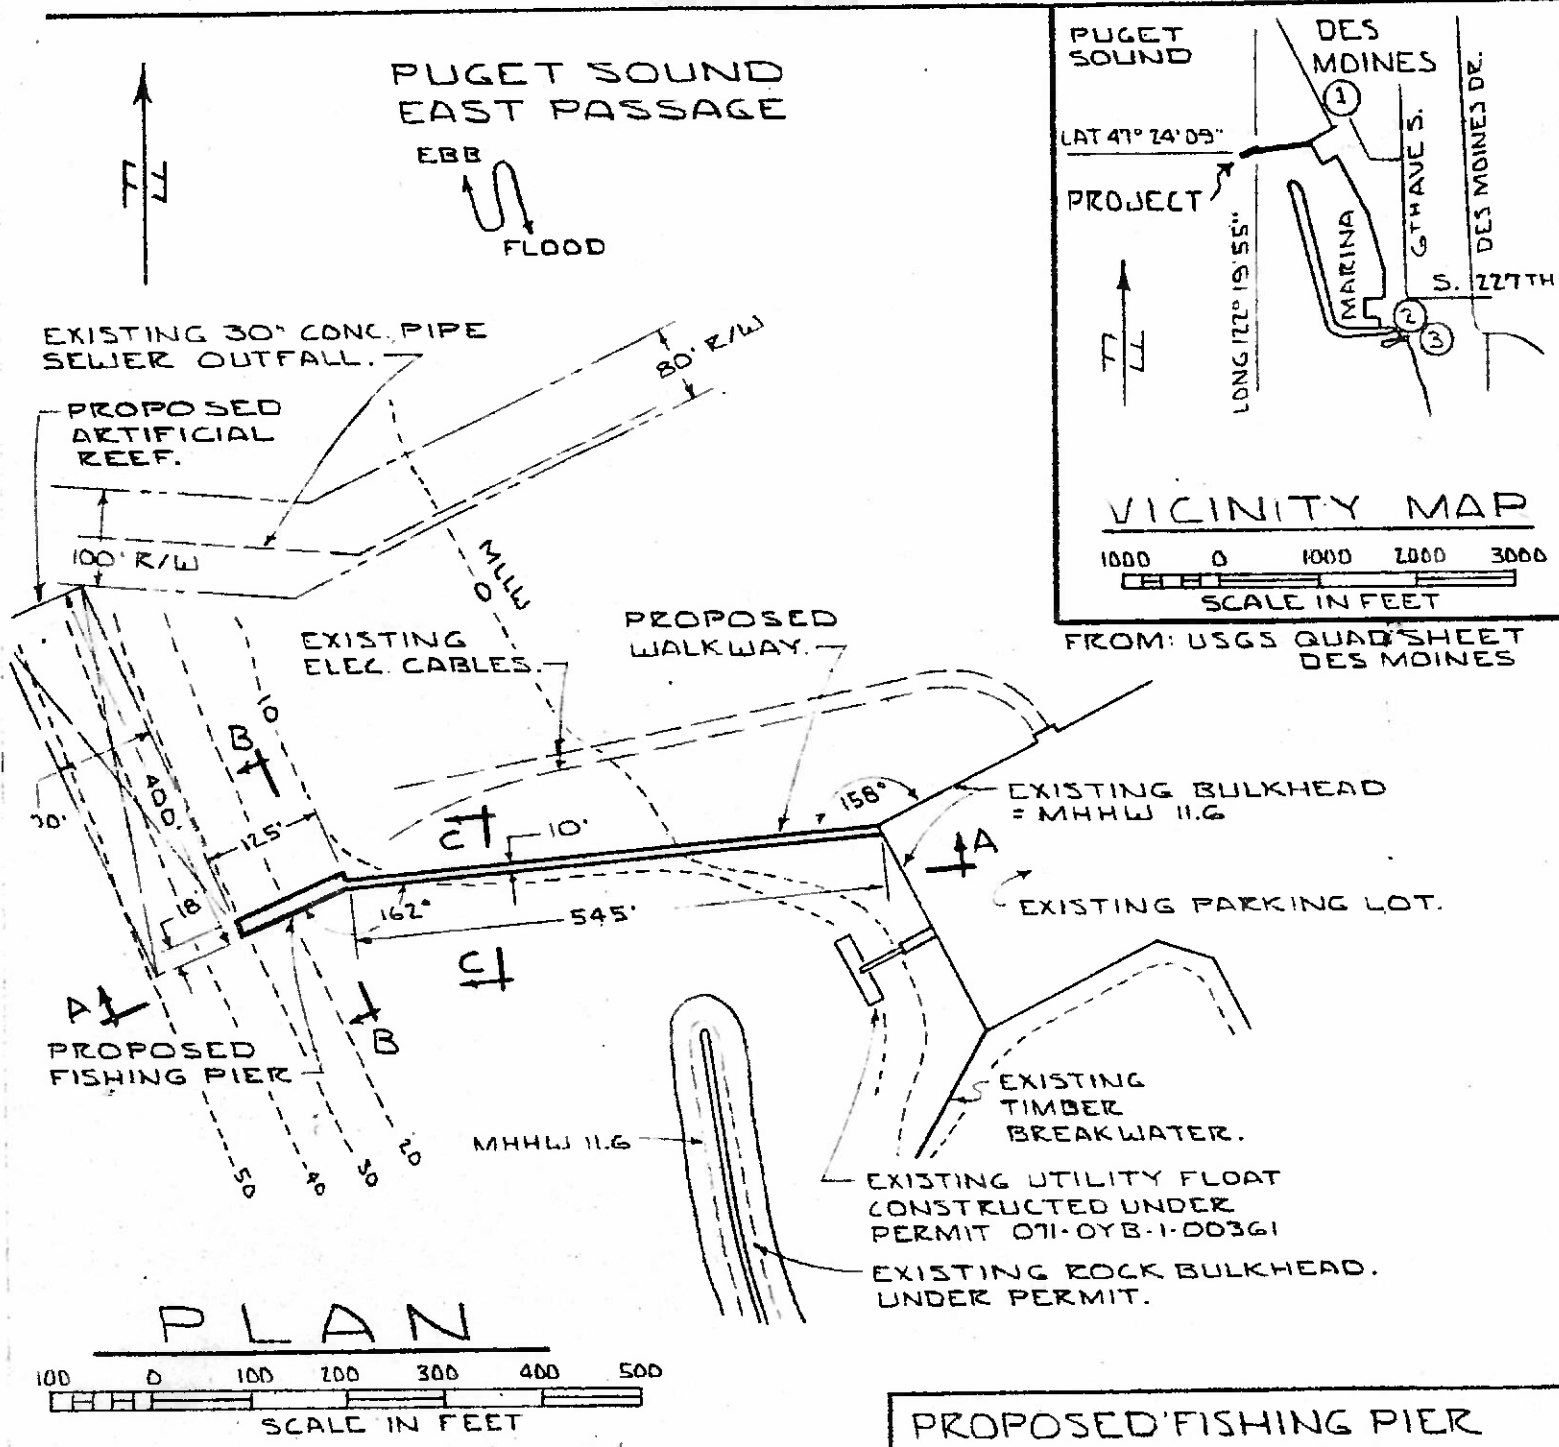 PUGET SOUND
EAST PASSAGE
EBB
FLOOD
EXISTING 30" CONC. PIPE
SEWER OUTFALL.
PROPOSED
ARTIFICIAL
REEF.
80' R/W
100' R/W
MLLW
0
EXISTING
ELEC. CABLES.
PROPOSED
WALKWAY.
10
B
400'
125'
C
10'
158°
EXISTING BULKHEAD
= MHHW 11.6
A
EXISTING PARKING LOT.
18'
162°
545'
C
A
B
PROPOSED
FISHING PIER
50
40
30
20
MHHW 11.6
EXISTING
TIMBER
BREAKWATER.
EXISTING UTILITY FLOAT
CONSTRUCTED UNDER
PERMIT 071-OYB-1-00361
EXISTING ROCK BULKHEAD.
UNDER PERMIT.
PLAN
100 0 100 200 300 400 500
SCALE IN FEET
PUGET
SOUND
DES
MOINES
1
LAT 47° 24' 09"
PROJECT
LONG 122° 19' 55"
MARINA
6TH AVE S.
DES MOINES DR.
S. 227TH
2
3
VICINITY MAP
1000 0 1000 2000 3000
SCALE IN FEET
FROM: USGS QUAD SHEET
DES MOINES
PROPOSED FISHING PIER